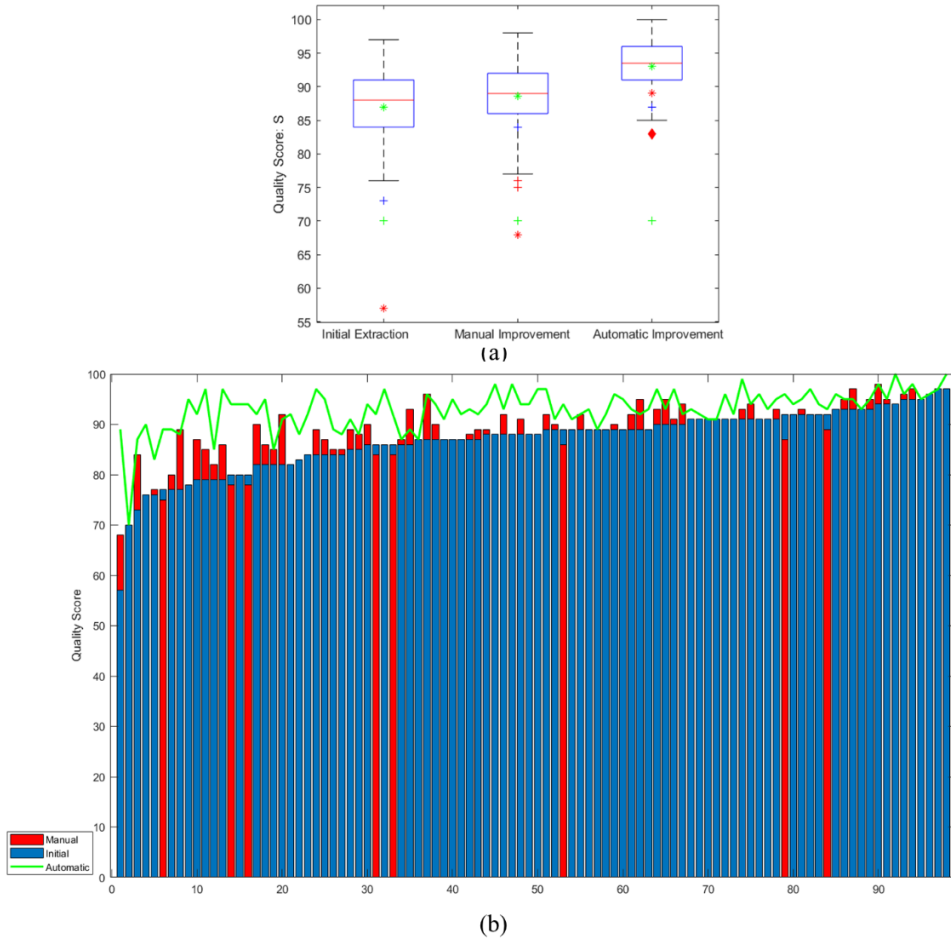 100
95
90
85
80
75
70
65
60
55
Quality Score: S
Initial Extraction Manual Improvement Automatic Improvement
(a)
100
90
80
70
60
50
40
30
20
10
0
Quality Score
Manual
Initial
Automatic
0 10 20 30 40 50 60 70 80 90
(b)